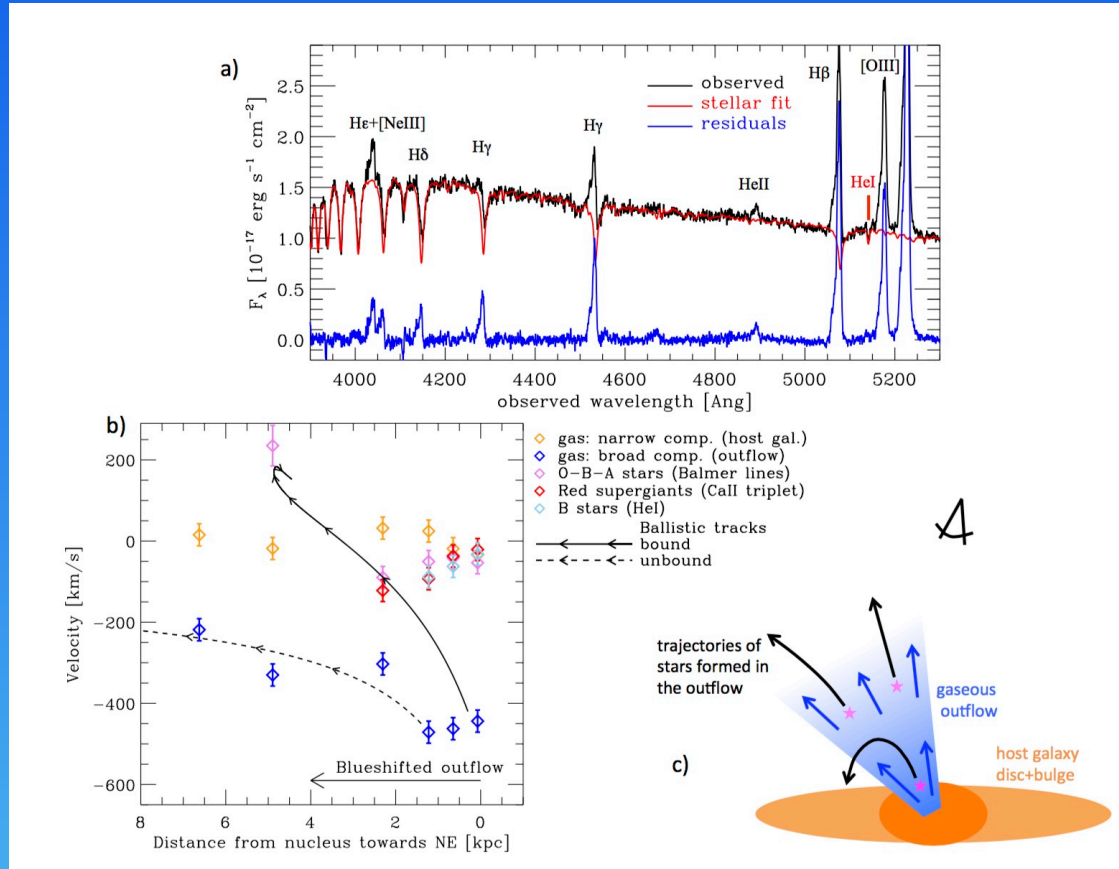 a)
Hε+[NeIII]
Hδ
Hγ
Hγ
HeII
Hβ
HeI
[OIII]
observed
stellar fit
residuals
2.5
2.0
1.5
1.0
0.5
0.0
Fλ [10⁻¹⁷ erg s⁻¹ cm⁻²]
4000 4200 4400 4600 4800 5000 5200
observed wavelength [Ang]
b)
200
0
−200
−400
−600
Velocity [km/s]
Blueshifted outflow
8 6 4 2 0
Distance from nucleus towards NE [kpc]
gas: narrow comp. (host gal.)
gas: broad comp. (outflow)
O−B−A stars (Balmer lines)
Red supergiants (CaII triplet)
B stars (HeI)
Ballistic tracks
bound
unbound
trajectories of
stars formed in
the outflow
gaseous
outflow
c)
host galaxy
disc+bulge